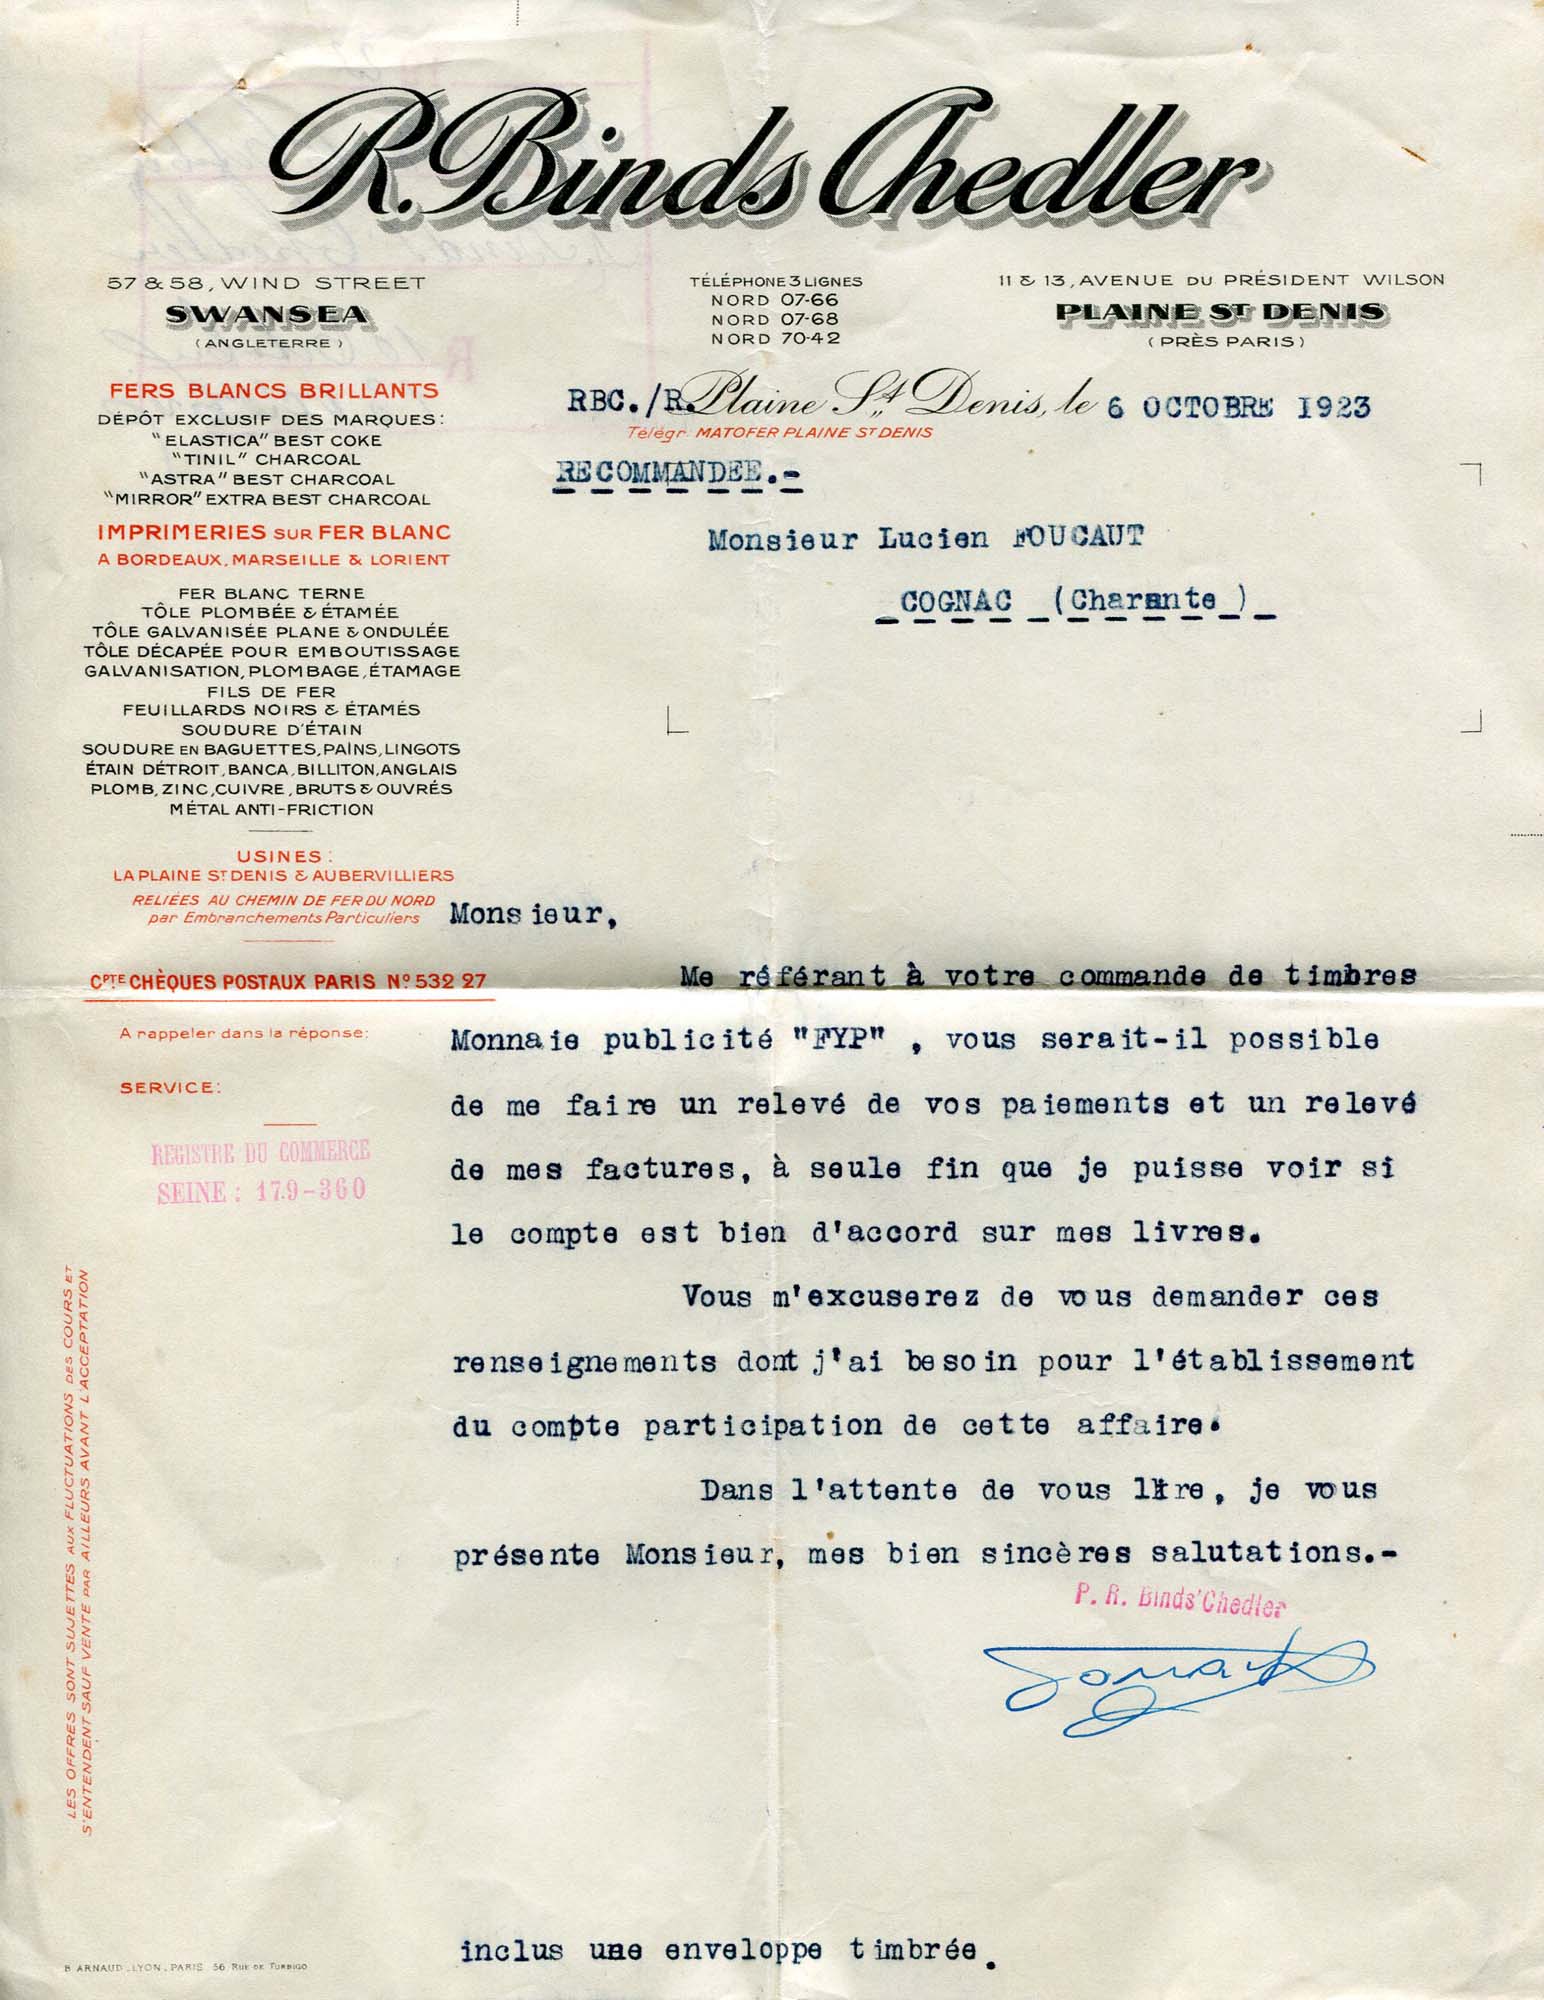 R. Binds Chedler
57 & 58, WIND STREET
SWANSEA
(ANGLETERRE)
TÉLÉPHONE 3 LIGNES
NORD 07-66
NORD 07-68
NORD 70-42
11 & 13, AVENUE DU PRÉSIDENT WILSON
PLAINE ST DENIS
(PRÈS PARIS)
RBC./R. Plaine St Denis, le 6 OCTOBRE 1923
Télégr. MATOFER PLAINE ST DENIS
RECOMMANDEE.-
Monsieur Lucien FOUCAUT
COGNAC (Charante)
FERS BLANCS BRILLANTS
DÉPÔT EXCLUSIF DES MARQUES:
"ELASTICA" BEST COKE
"TINIL" CHARCOAL
"ASTRA" BEST CHARCOAL
"MIRROR" EXTRA BEST CHARCOAL
IMPRIMERIES SUR FER BLANC
A BORDEAUX, MARSEILLE & LORIENT
FER BLANC TERNE
TÔLE PLOMBÉE & ÉTAMÉE
TÔLE GALVANISÉE PLANE & ONDULÉE
TÔLE DÉCAPÉE POUR EMBOUTISSAGE
GALVANISATION, PLOMBAGE, ÉTAMAGE
FILS DE FER
FEUILLARDS NOIRS & ÉTAMÉS
SOUDURE D'ÉTAIN
SOUDURE EN BAGUETTES, PAINS, LINGOTS
ÉTAIN DÉTROIT, BANCA, BILLITON, ANGLAIS
PLOMB, ZINC, CUIVRE, BRUTS & OUVRÉS
MÉTAL ANTI-FRICTION
USINES:
LA PLAINE ST DENIS & AUBERVILLIERS
RELIÉES AU CHEMIN DE FER DU NORD
par Embranchements Particuliers
CPTE CHÈQUES POSTAUX PARIS No 532 27
A rappeler dans la réponse:
SERVICE:
REGISTRE DU COMMERCE
SEINE: 179-360
LES OFFRES SONT SUJETTES AUX FLUCTUATIONS DES COURS ET
S'ENTENDENT SAUF VENTE PAR AILLEURS AVANT L'ACCEPTATION
Monsieur,
Me référant à votre commande de timbres
Monnaie publicité "FYP" , vous serait-il possible
de me faire un relevé de vos paiements et un relevé
de mes factures, à seule fin que je puisse voir si
le compte est bien d'accord sur mes livres.
Vous m'excuserez de vous demander ces
renseignements dont j'ai besoin pour l'établissement
du compte participation de cette affaire.
Dans l'attente de vous lire, je vous
présente Monsieur, mes bien sincères salutations.-
P. R. Binds'Chedler
inclus une enveloppe timbrée.
B ARNAUD. LYON. PARIS 56 RUE DE TURBIGO